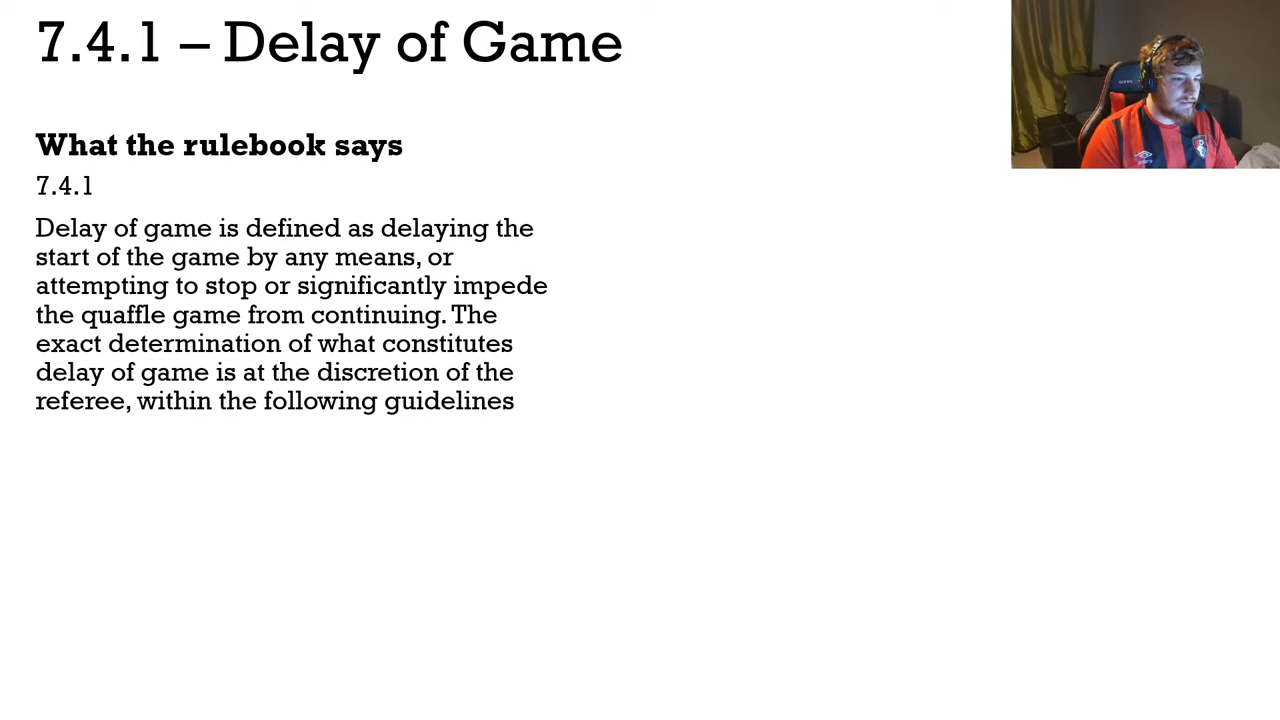 7.4.1 – Delay of Game
What the rulebook says
7.4.1
Delay of game is defined as delaying the
start of the game by any means, or
attempting to stop or significantly impede
the quaffle game from continuing. The
exact determination of what constitutes
delay of game is at the discretion of the
referee, within the following guidelines
umbro